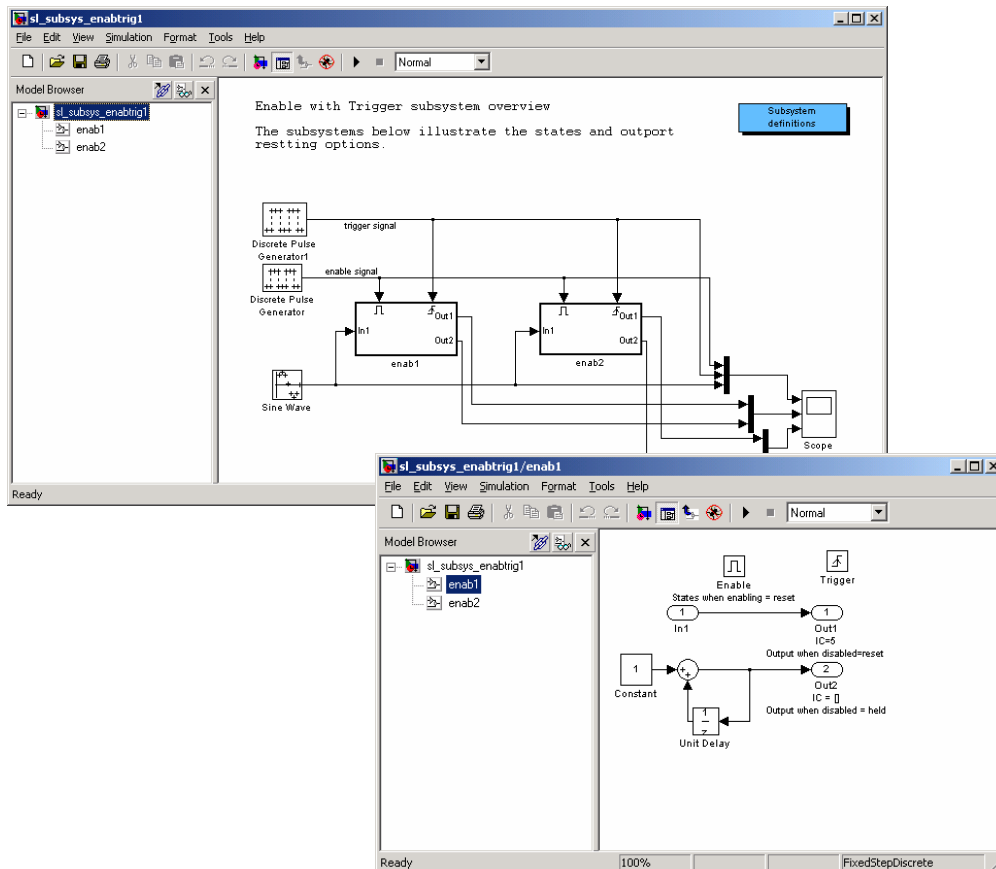 sl_subsys_enabtrig1
File Edit View Simulation Format Tools Help
Normal
Model Browser
sl_subsys_enabtrig1
enab1
enab2
Enable with Trigger subsystem overview
The subsystems below illustrate the states and outport
restting options.
Subsystem
definitions
trigger signal
Discrete Pulse
Generator1
enable signal
Discrete Pulse
Generator
In1
Out1
Out2
enab1
In1
Out1
enab2
Sine Wave
Scope
Ready
sl_subsys_enabtrig1/enab1
File Edit View Simulation Format Tools Help
Normal
Model Browser
sl_subsys_enabtrig1
enab1
enab2
Enable
Trigger
States when enabling = reset
1
In1
1
Out1
IC=5
Output when disabled=reset
1
Constant
2
Out2
IC = []
Output when disabled = held
1
z
Unit Delay
Ready
100%
FixedStepDiscrete